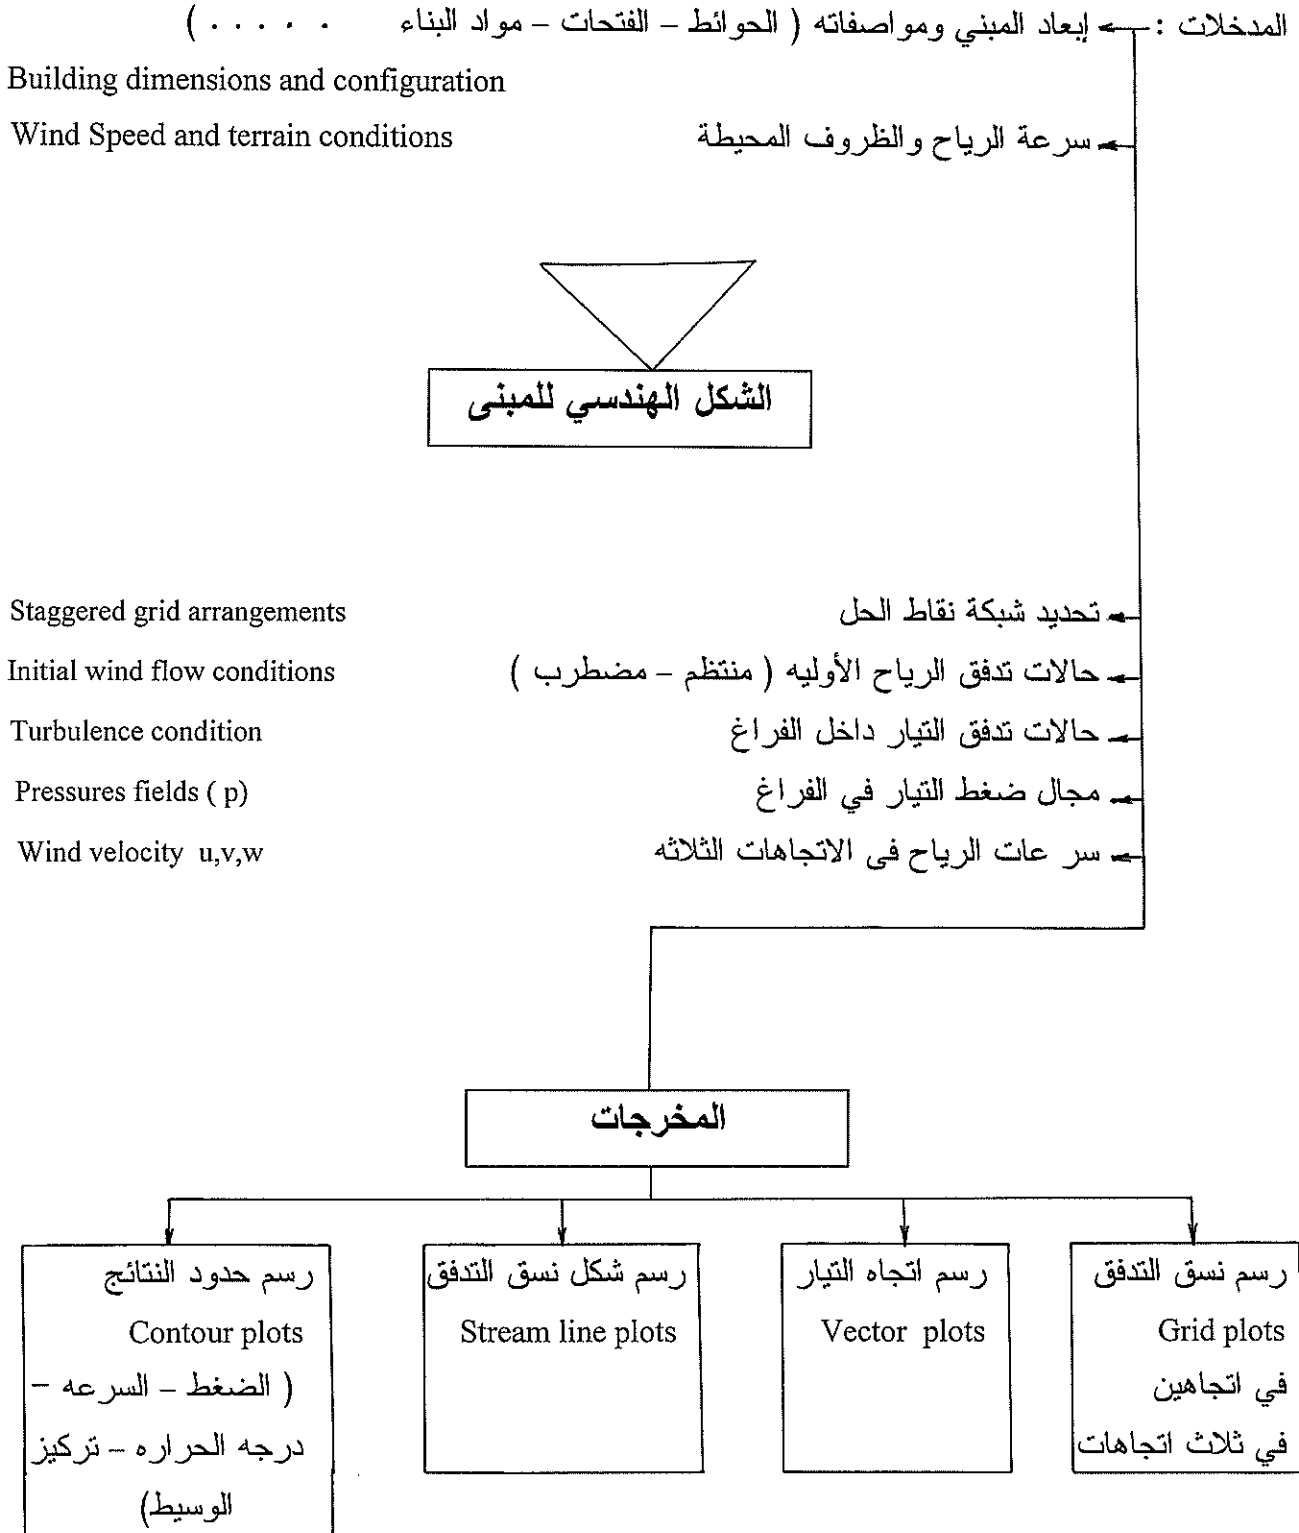 المدخلات : إبعاد المبني ومواصفاته ( الحوائط – الفتحات – مواد البناء . . . . . )
Building dimensions and configuration
سرعة الرياح والظروف المحيطة Wind Speed and terrain conditions
الشكل الهندسي للمبنى
تحديد شبكة نقاط الحل Staggered grid arrangements
حالات تدفق الرياح الأوليه ( منتظم – مضطرب ) Initial wind flow conditions
حالات تدفق التيار داخل الفراغ Turbulence condition
مجال ضغط التيار في الفراغ Pressures fields ( p)
سر عات الرياح فى الاتجاهات الثلاثه Wind velocity u,v,w
المخرجات
رسم نسق التدفق
Grid plots
في اتجاهين
في ثلاث اتجاهات
رسم اتجاه التيار
Vector plots
رسم شكل نسق التدفق
Stream line plots
رسم حدود النتائج
Contour plots
( الضغط – السرعه –
درجه الحراره – تركيز
الوسيط)